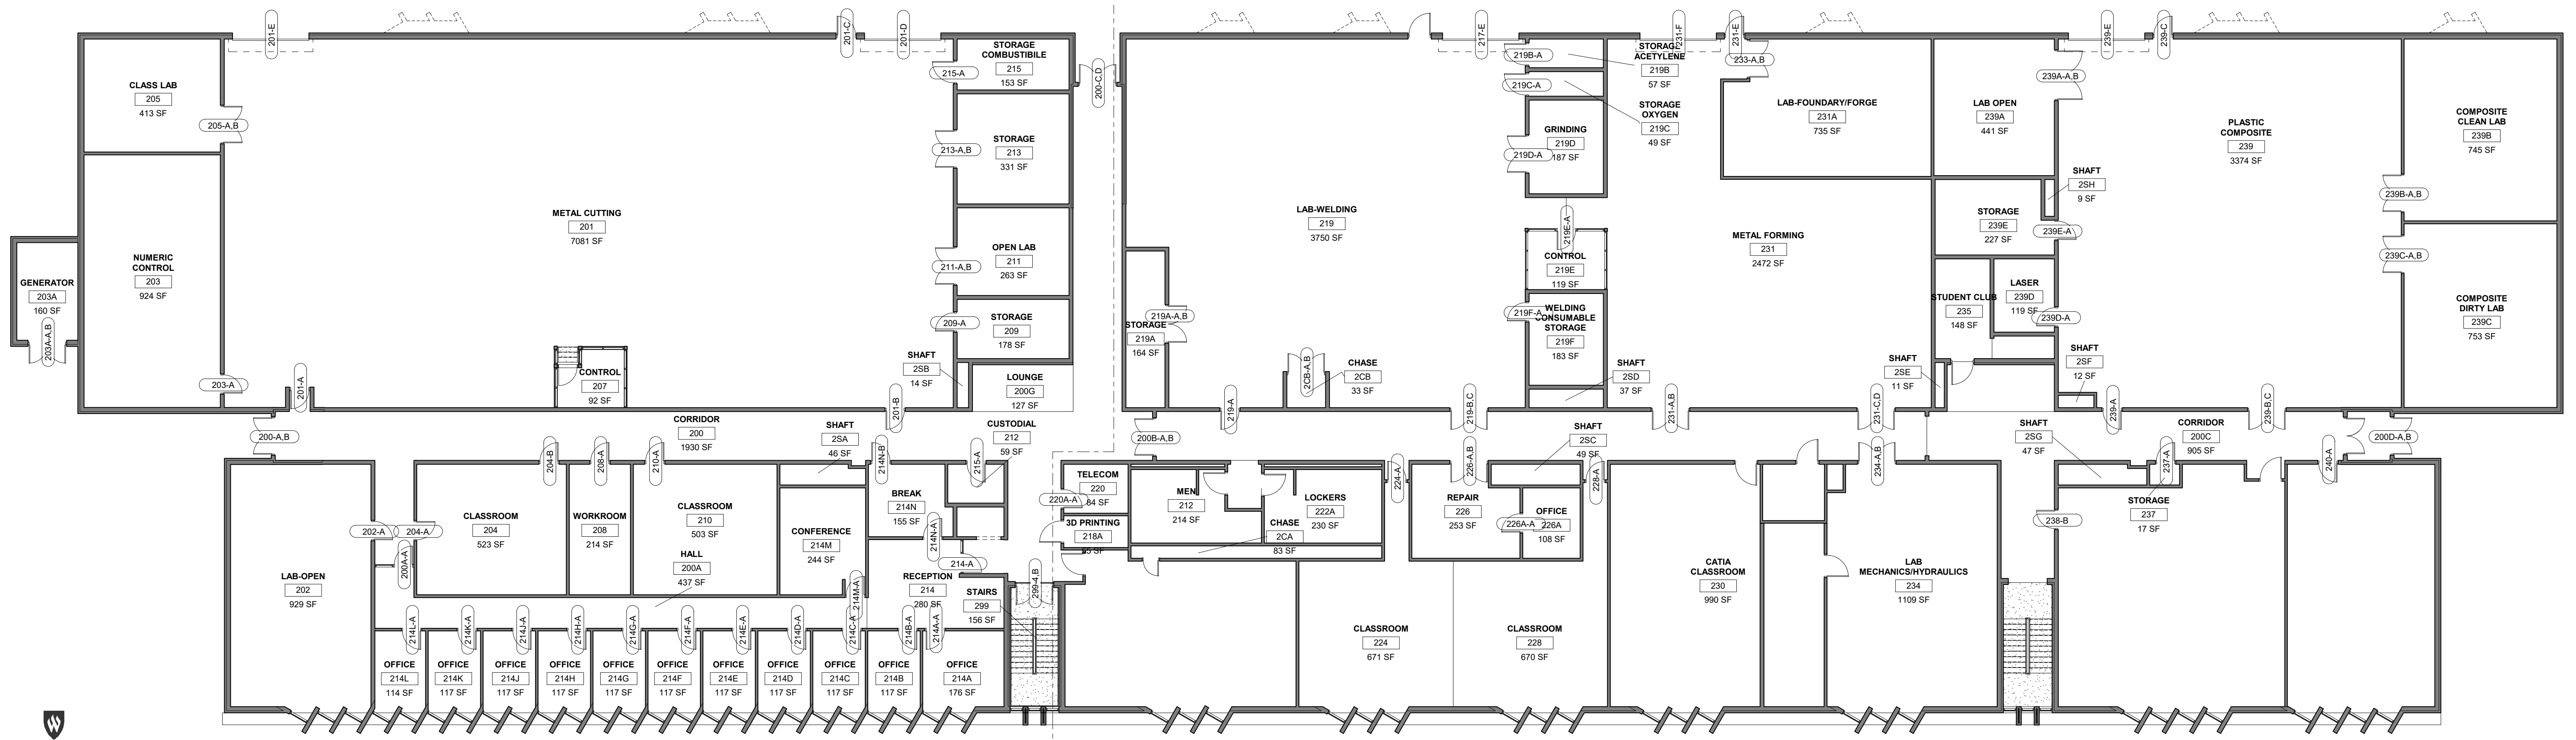 201-E
201-C
201-D
217-E
231-F
231-E
239-E
239-C
CLASS LAB
205
413 SF
205-A,B
NUMERIC
CONTROL
203
924 SF
203-A
GENERATOR
203A
160 SF
203A-A,B
METAL CUTTING
201
7081 SF
201-A
201-B
CONTROL
207
92 SF
STORAGE
COMBUSTIBILE
215
153 SF
215-A
STORAGE
213
331 SF
213-A,B
OPEN LAB
211
263 SF
211-A,B
STORAGE
209
178 SF
209-A
SHAFT
2SB
14 SF
LOUNGE
200G
127 SF
200-C,D
LAB-WELDING
219
3750 SF
STORAGE
219A
164 SF
219A-A,B
219-A
2CB-A,B
CHASE
2CB
33 SF
219-B,C
219B-A
STORAGE
ACETYLENE
219B
57 SF
219C-A
STORAGE
OXYGEN
219C
49 SF
GRINDING
219D
187 SF
219D-A
219E-A
CONTROL
219E
119 SF
WELDING
CONSUMABLE
STORAGE
219F
183 SF
219F-A
SHAFT
2SD
37 SF
231-A,B
METAL FORMING
231
2472 SF
233-A,B
LAB-FOUNDARY/FORGE
231A
735 SF
LAB OPEN
239A
441 SF
239A-A,B
STORAGE
239E
227 SF
239E-A
SHAFT
2SH
9 SF
STUDENT CLUB
235
148 SF
LASER
239D
119 SF
239D-A
SHAFT
2SE
11 SF
SHAFT
2SF
12 SF
231-C,D
PLASTIC
COMPOSITE
239
3374 SF
239-A
239-B,C
COMPOSITE
CLEAN LAB
239B
745 SF
239B-A,B
COMPOSITE
DIRTY LAB
239C
753 SF
239C-A,B
200-A,B
CORRIDOR
200
1930 SF
200B-A,B
CORRIDOR
200C
905 SF
200D-A,B
LAB-OPEN
202
929 SF
202-A
204-A
200A-A
CLASSROOM
204
523 SF
204-B
WORKROOM
208
214 SF
208-A
CLASSROOM
210
503 SF
210-A
HALL
200A
437 SF
SHAFT
2SA
46 SF
CONFERENCE
214M
244 SF
214M-A
214N-B
BREAK
214N
155 SF
214N-A
CUSTODIAL
212
59 SF
215-A
214-A
RECEPTION
214
280 SF
STAIRS
299
156 SF
299-4,B
214L-A
214K-A
214J-A
214H-A
214G-A
214F-A
214E-A
214D-A
214C-A
214B-A
214A-A
OFFICE
214L
114 SF
OFFICE
214K
117 SF
OFFICE
214J
117 SF
OFFICE
214H
117 SF
OFFICE
214G
117 SF
OFFICE
214F
117 SF
OFFICE
214E
117 SF
OFFICE
214D
117 SF
OFFICE
214C
117 SF
OFFICE
214B
117 SF
OFFICE
214A
176 SF
TELECOM
220
84 SF
220A-A
3D PRINTING
218A
MEN
212
214 SF
LOCKERS
222A
230 SF
CHASE
2CA
83 SF
224-A
REPAIR
226
253 SF
226-A,B
SHAFT
2SC
49 SF
OFFICE
226A
108 SF
226A-A
228-A
CLASSROOM
224
671 SF
CLASSROOM
228
670 SF
CATIA
CLASSROOM
230
990 SF
LAB
MECHANICS/HYDRAULICS
234
1109 SF
234-A,B
SHAFT
2SG
47 SF
237-A
STORAGE
237
17 SF
238-B
240-A
W